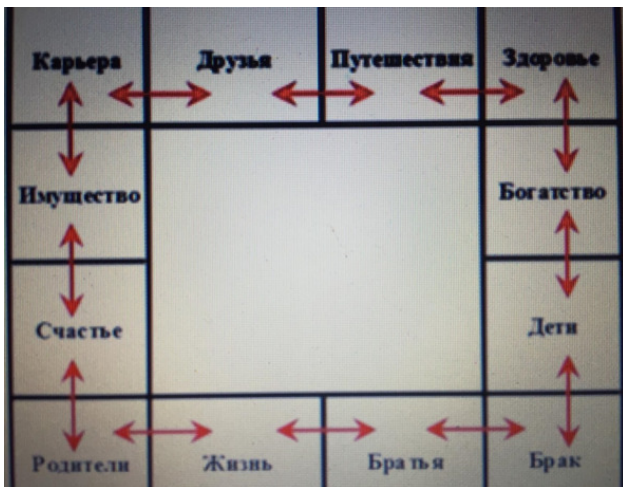 Карьера
Друзья
Путешествия
Здоровье
Имущество
Богатство
Счастье
Дети
Родители
Жизнь
Братья
Брак